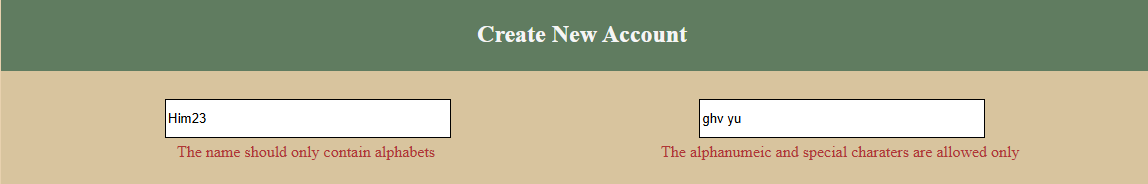 Create New Account
Him23
ghv yu
The name should only contain alphabets
The alphanumeic and special charaters are allowed only